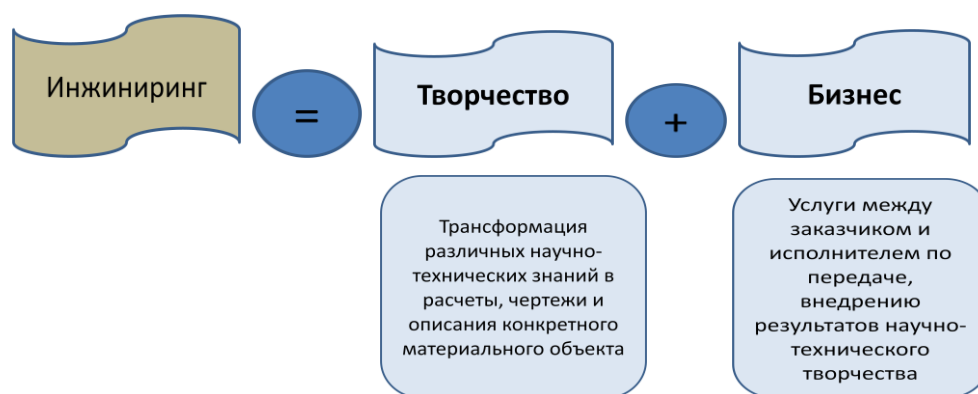 Инжиниринг
=
Творчество
+
Бизнес
Трансформация
различных научно-
технических знаний в
расчеты, чертежи и
описания конкретного
материального объекта
Услуги между
заказчиком и
исполнителем по
передаче,
внедрению
результатов научно-
технического
творчества